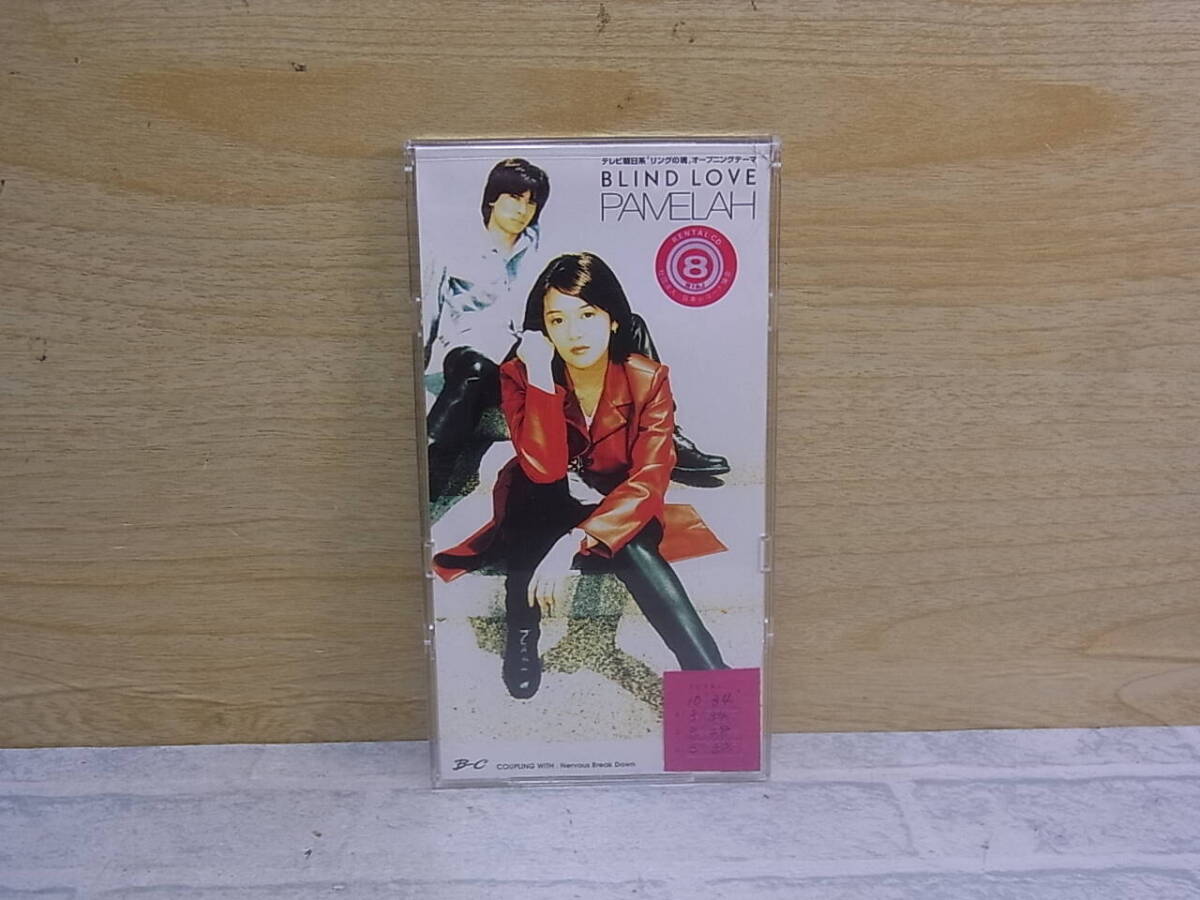 テレビ朝日系「リングの魂」オープニングテーマ
BLIND LOVE
PAMELAH
RENTAL CD
8
B-C COUPLING WITH : Nervous Break Down